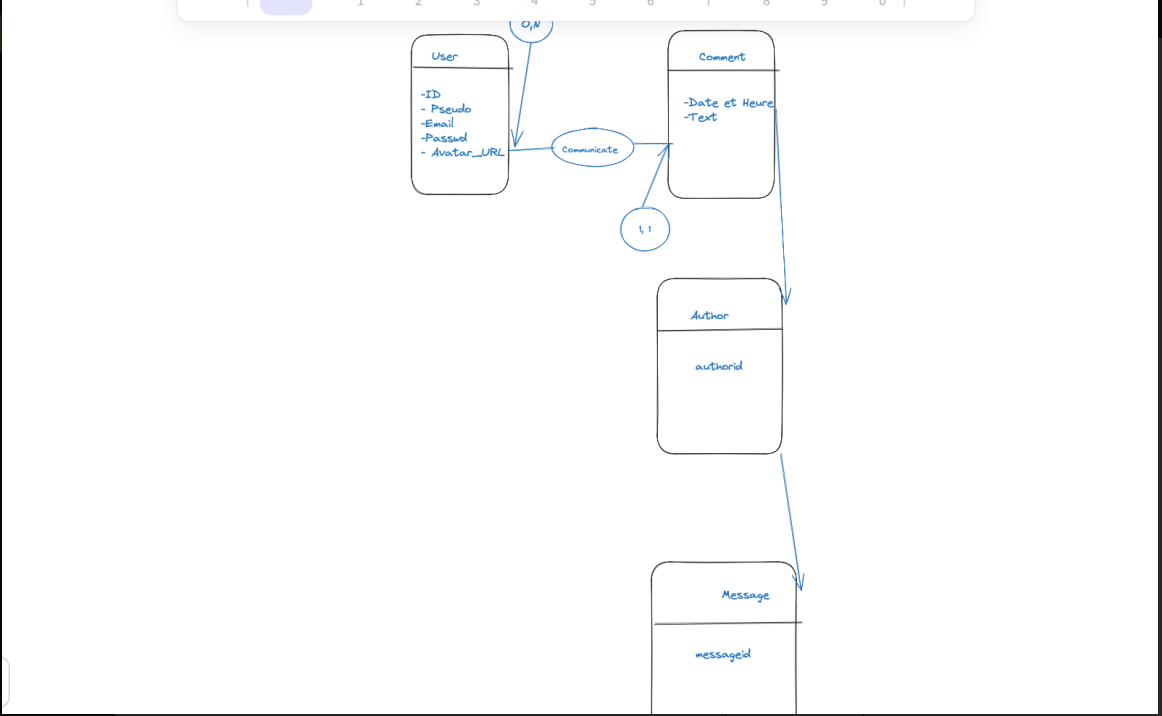 1 2 3 4 5 6 7 8 9 0
0,N
User
-ID
- Pseudo
-Email
-Passwd
- Avatar_URL
Communicate
Comment
-Date et Heure
-Text
1, 1
Author
authorid
Message
messageid